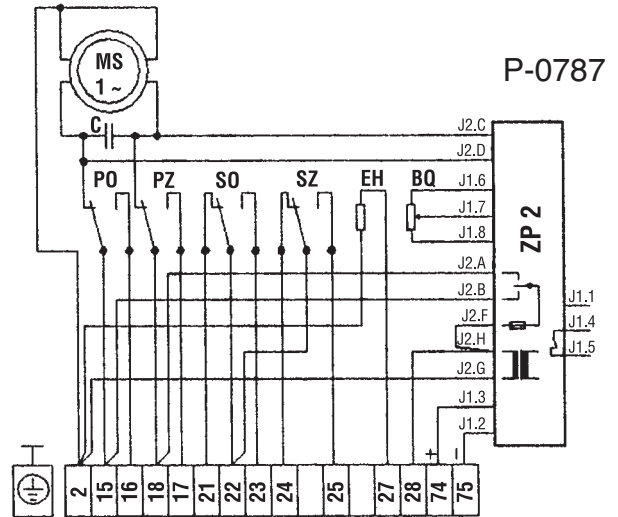 P-0787
MS
1 ~
C
J2.C
J2.D
PO PZ SO SZ EH BQ
J1.6
J1.7
J1.8
ZP 2
J2.A
J2.B
J1.1
J2.F
J1.4
J2.H
J1.5
J2.G
J1.3
+ − J1.2
2 15 16 18 17 21 22 23 24 25 27 28 74 75